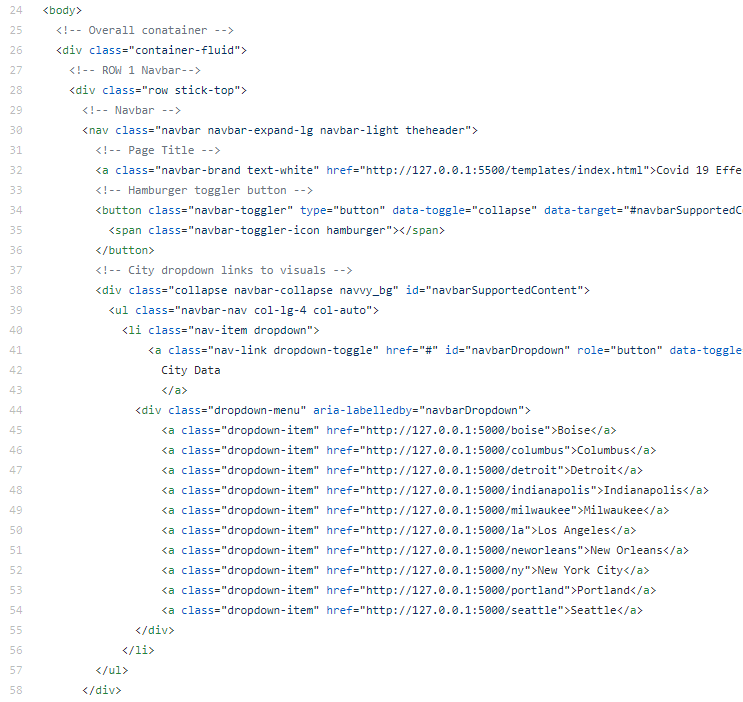 24 <body>
25 <!-- Overall conatainer -->
26 <div class="container-fluid">
27 <!-- ROW 1 Navbar-->
28 <div class="row stick-top">
29 <!-- Navbar -->
30 <nav class="navbar navbar-expand-lg navbar-light theheader">
31 <!-- Page Title -->
32 <a class="navbar-brand text-white" href="http://127.0.0.1:5500/templates/index.html">Covid 19 Effe
33 <!-- Hamburger toggler button -->
34 <button class="navbar-toggler" type="button" data-toggle="collapse" data-target="#navbarSupportedC
35 <span class="navbar-toggler-icon hamburger"></span>
36 </button>
37 <!-- City dropdown links to visuals -->
38 <div class="collapse navbar-collapse navvy_bg" id="navbarSupportedContent">
39 <ul class="navbar-nav col-lg-4 col-auto">
40 <li class="nav-item dropdown">
41 <a class="nav-link dropdown-toggle" href="#" id="navbarDropdown" role="button" data-toggle
42 City Data
43 </a>
44 <div class="dropdown-menu" aria-labelledby="navbarDropdown">
45 <a class="dropdown-item" href="http://127.0.0.1:5000/boise">Boise</a>
46 <a class="dropdown-item" href="http://127.0.0.1:5000/columbus">Columbus</a>
47 <a class="dropdown-item" href="http://127.0.0.1:5000/detroit">Detroit</a>
48 <a class="dropdown-item" href="http://127.0.0.1:5000/indianapolis">Indianapolis</a>
49 <a class="dropdown-item" href="http://127.0.0.1:5000/milwaukee">Milwaukee</a>
50 <a class="dropdown-item" href="http://127.0.0.1:5000/la">Los Angeles</a>
51 <a class="dropdown-item" href="http://127.0.0.1:5000/neworleans">New Orleans</a>
52 <a class="dropdown-item" href="http://127.0.0.1:5000/ny">New York City</a>
53 <a class="dropdown-item" href="http://127.0.0.1:5000/portland">Portland</a>
54 <a class="dropdown-item" href="http://127.0.0.1:5000/seattle">Seattle</a>
55 </div>
56 </li>
57 </ul>
58 </div>